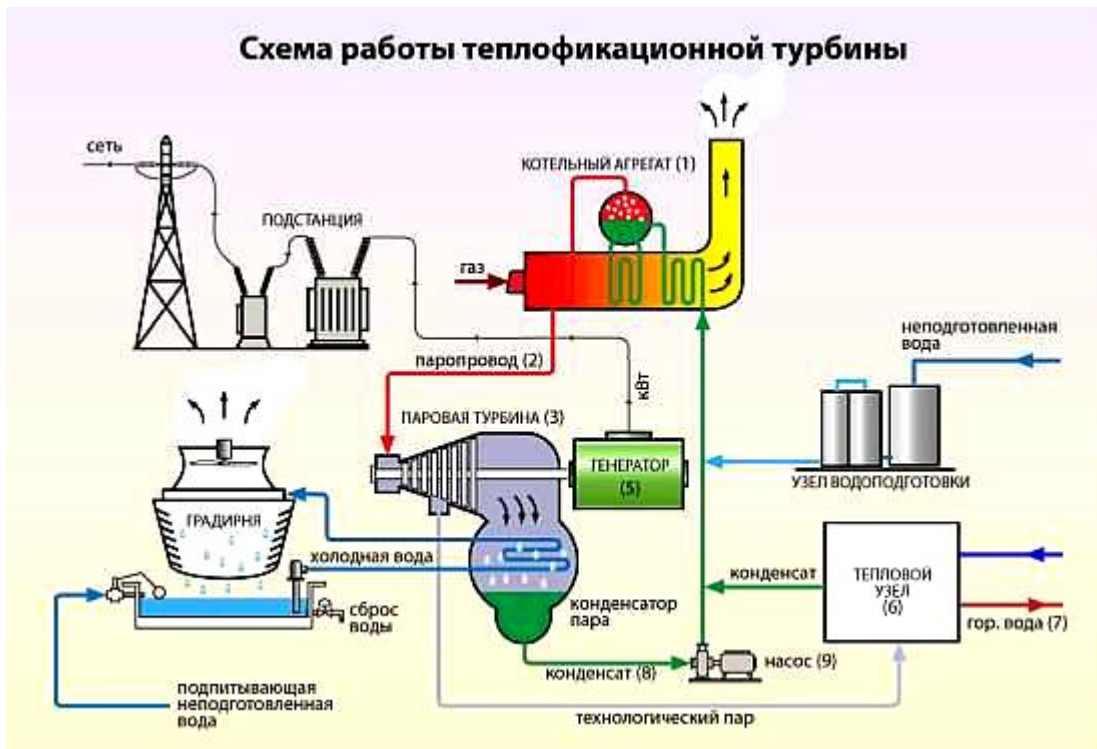 Схема работы теплофикационной турбины
сеть
КОТЕЛЬНЫЙ АГРЕГАТ (1)
ПОДСТАНЦИЯ
газ
неподготовленная
вода
паропровод (2)
кВт
ПАРОВАЯ ТУРБИНА (3)
ГЕНЕРАТОР
(5)
УЗЕЛ ВОДОПОДГОТОВКИ
ГРАДИРНЯ
холодная вода
конденсат
ТЕПЛОВОЙ
УЗЕЛ
(6)
сброс
воды
конденсатор
пара
гор. вода (7)
конденсат (8)
насос (9)
подпитывающая
неподготовленная
вода
технологический пар